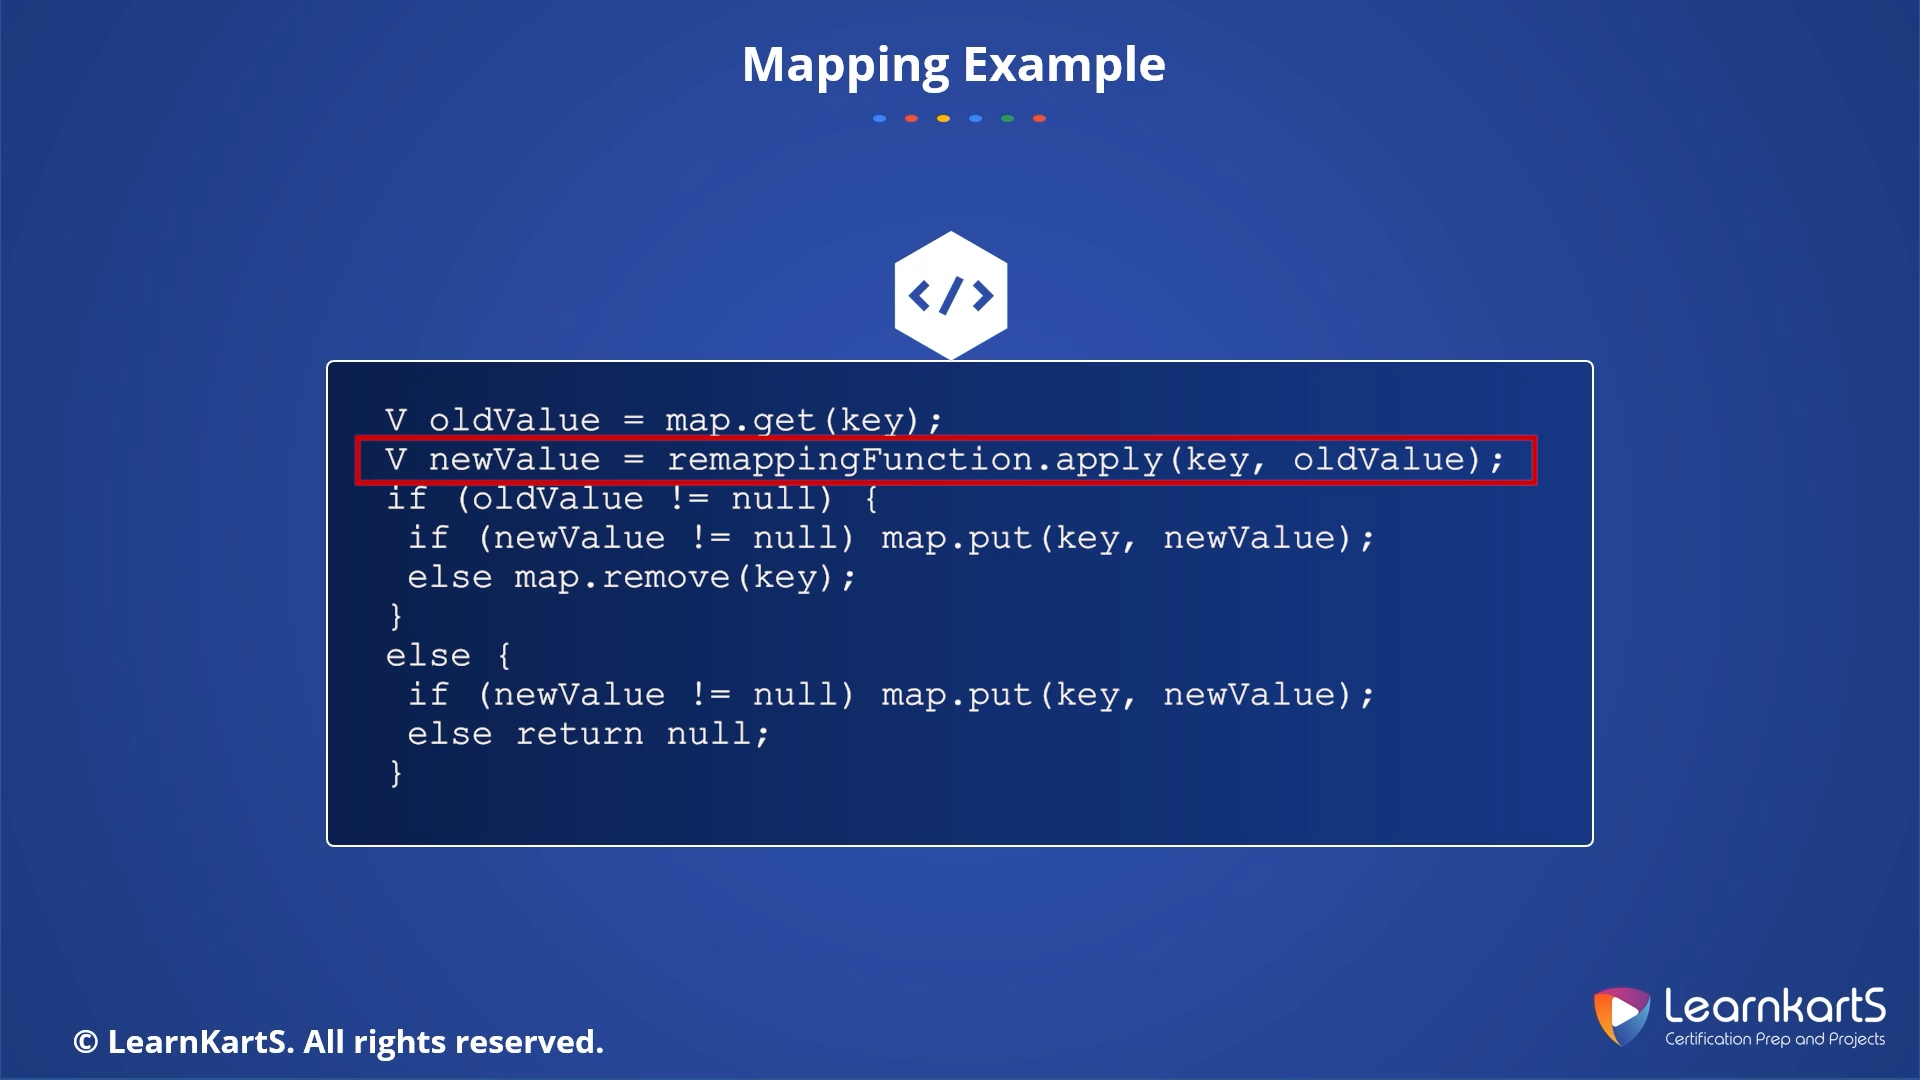 Mapping Example
</>
V oldValue = map.get(key);
V newValue = remappingFunction.apply(key, oldValue);
if (oldValue != null) {
 if (newValue != null) map.put(key, newValue);
 else map.remove(key);
}
else {
 if (newValue != null) map.put(key, newValue);
 else return null;
}
© LearnKartS. All rights reserved.
LearnkartS
Certification Prep and Projects